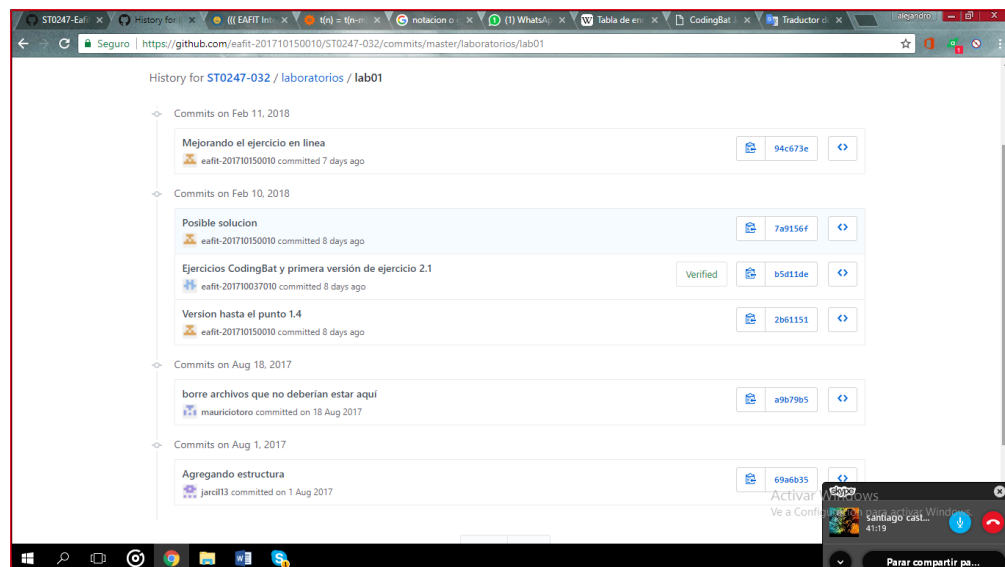 ST0247-Eafi
History for
((( EAFIT Int
t(n) = t(n-m
notacion o
(1) WhatsAp
Tabla de en
CodingBat J
Traductor d
alejandro
Seguro | https://github.com/eafit-201710150010/ST0247-032/commits/master/laboratorios/lab01
History for ST0247-032 / laboratorios / lab01
Commits on Feb 11, 2018
Mejorando el ejercicio en linea
94c673e
eafit-201710150010 committed 7 days ago
Commits on Feb 10, 2018
Posible solucion
7a9156f
eafit-201710150010 committed 8 days ago
Ejercicios CodingBat y primera versión de ejercicio 2.1
Verified
b5d11de
eafit-201710037010 committed 8 days ago
Version hasta el punto 1.4
2b61151
eafit-201710150010 committed 8 days ago
Commits on Aug 18, 2017
borre archivos que no deberían estar aquí
a9b79b5
mauriciotoro committed on 18 Aug 2017
Commits on Aug 1, 2017
Agregando estructura
69a6b35
jarcil13 committed on 1 Aug 2017
Activar Windows
Ve a Configuración para activar Windows.
skype
santiago cast...
41:19
Parar compartir pa...